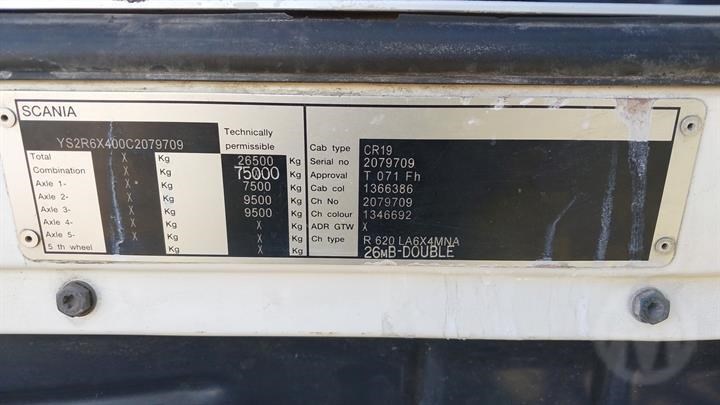 SCANIA
YS2R6X400C2079709
Technically
permissible
Total X Kg 26500 Kg
Combination X Kg 75000 Kg
Axle 1- X Kg 7500 Kg
Axle 2- X Kg 9500 Kg
Axle 3- X Kg 9500 Kg
Axle 4- X Kg X Kg
Axle 5- X Kg X Kg
5 th wheel X Kg X Kg
Cab type CR19
Serial no 2079709
Approval T 071 Fh
Cab col 1366386
Ch No 2079709
Ch colour 1346692
ADR GTW X
Ch type R 620 LA6X4MNA
26MB-DOUBLE